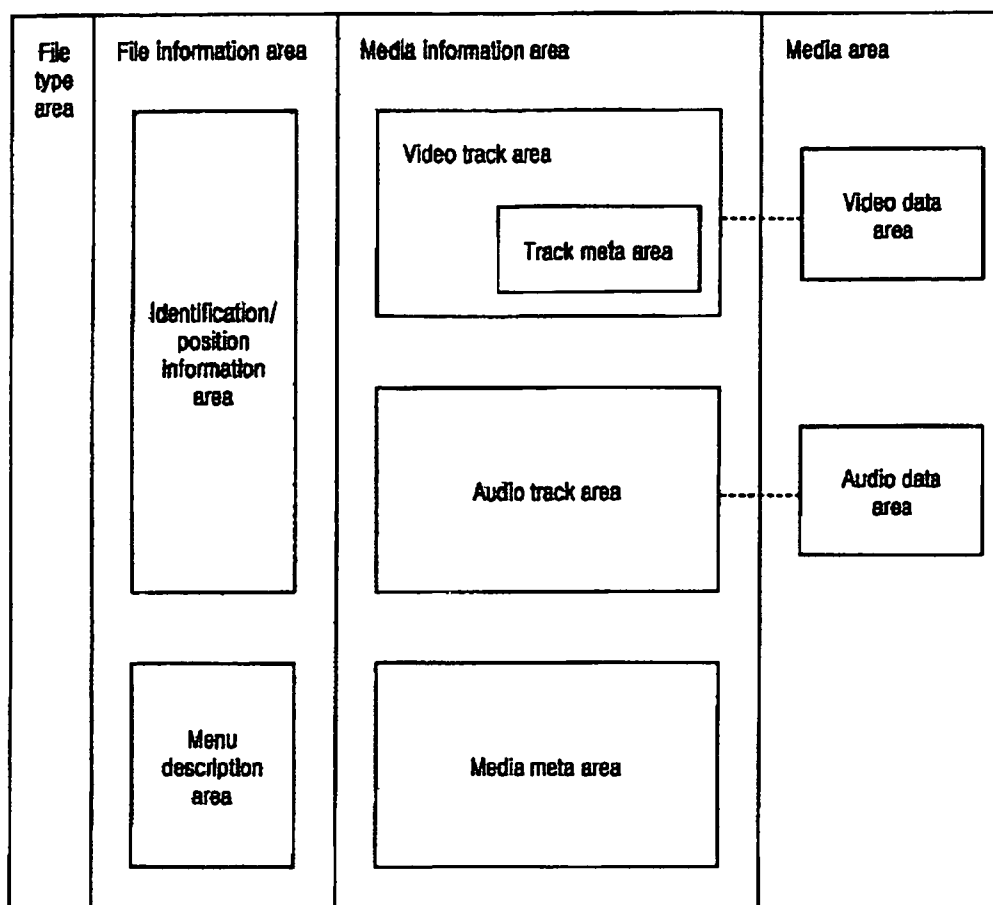 File
type
area
File information area
Identification/
position
information
area
Menu
description
area
Media information area
Video track area
Track meta area
Audio track area
Media meta area
Media area
Video data
area
Audio data
area